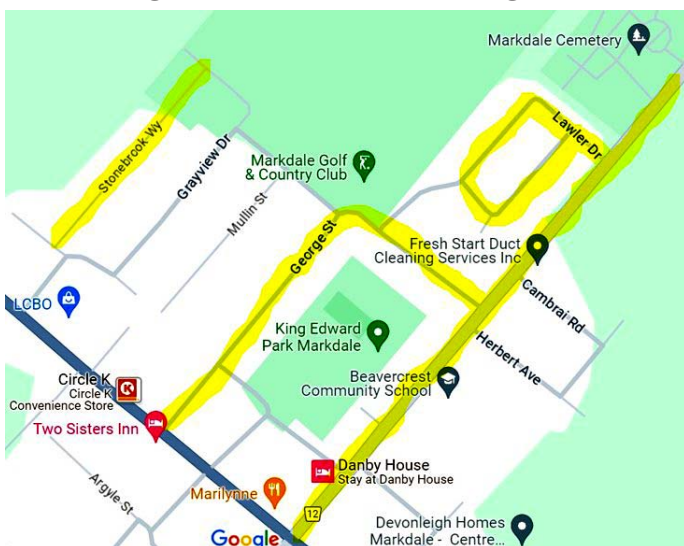 Markdale Cemetery
Lawler Dr
Stonebrook Wy
Grayview Dr
Markdale Golf
& Country Club
Mullin St
George St
Fresh Start Duct
Cleaning Services Inc
Cambrai Rd
LCBO
King Edward
Park Markdale
Herbert Ave
Beavercrest
Community School
Circle K
Circle K
Convenience Store
K
Two Sisters Inn
Danby House
Stay at Danby House
Argyle St
Marilynne
12
Google
Devonleigh Homes
Markdale - Centre...